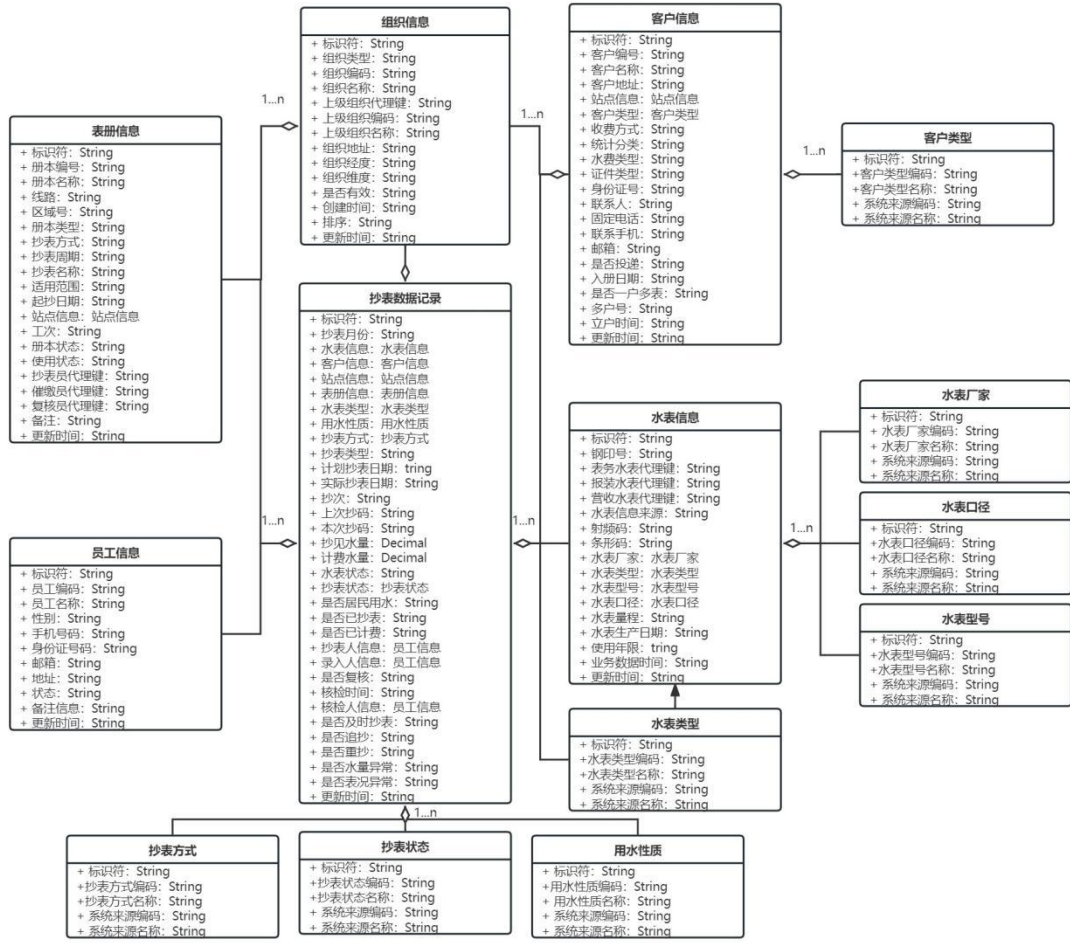 组织信息
+ 标识符：String
+ 组织类型：String
+ 组织编码：String
+ 组织名称：String
+ 上级组织代理键：String
+ 上级组织编码：String
+ 上级组织名称：String
+ 组织地址：String
+ 组织经度：String
+ 组织维度：String
+ 是否有效：String
+ 创建时间：String
+ 排序：String
+ 更新时间：String
客户信息
+ 标识符：String
+ 客户编号：String
+ 客户名称：String
+ 客户地址：String
+ 站点信息：站点信息
+ 客户类型：客户类型
+ 收费方式：String
+ 统计分类：String
+ 水费类型：String
+ 证件类型：String
+ 身份证号：String
+ 联系人：String
+ 固定电话：String
+ 联系手机：String
+ 邮箱：String
+ 是否投递：String
+ 入册日期：String
+ 是否一户多表：String
+ 多户号：String
+ 立户时间：String
+ 更新时间：String
1...n
表册信息
+ 标识符：String
+ 册本编号：String
+ 册本名称：String
+ 线路：String
+ 区域号：String
+ 册本类型：String
+ 抄表方式：String
+ 抄表周期：String
+ 抄表名称：String
+ 适用范围：String
+ 起抄日期：String
+ 站点信息：站点信息
+ 工次：String
+ 册本状态：String
+ 使用状态：String
+ 抄表员代理键：String
+ 催缴员代理键：String
+ 复核员代理键：String
+ 备注：String
+ 更新时间：String
1...n
1...n
客户类型
+ 标识符：String
+客户类型编码：String
+客户类型名称：String
+ 系统来源编码：String
+ 系统来源名称：String
抄表数据记录
+ 标识符：String
+ 抄表月份：String
+ 水表信息：水表信息
+ 客户信息：客户信息
+ 站点信息：站点信息
+ 表册信息：表册信息
+ 水表类型：水表类型
+ 用水性质：用水性质
+ 抄表方式：抄表方式
+ 抄表类型：String
+ 计划抄表日期：tring
+ 实际抄表日期：String
+ 抄次：String
+ 上次抄码：String
+ 本次抄码：String
+ 抄见水量：Decimal
+ 计费水量：Decimal
+ 水表状态：String
+ 抄表状态：抄表状态
+ 是否居民用水：String
+ 是否已抄表：String
+ 是否已计费：String
+ 抄表人信息：员工信息
+ 录入人信息：员工信息
+ 是否复核：String
+ 核检时间：String
+ 核检人信息：员工信息
+ 是否及时抄表：String
+ 是否追抄：String
+ 是否重抄：String
+ 是否水量异常：String
+ 是否表况异常：String
+ 更新时间：String
1...n
1...n
水表信息
+ 标识符：String
+ 钢印号：String
+ 表务水表代理键：String
+ 报装水表代理键：String
+ 营收水表代理键：String
+ 水表信息来源：String
+ 射频码：String
+ 条形码：String
+ 水表厂家：水表厂家
+ 水表类型：水表类型
+ 水表型号：水表型号
+ 水表口径：水表口径
+ 水表量程：String
+ 水表生产日期：String
+ 使用年限：tring
+ 业务数据时间：String
+ 更新时间：String
1...n
水表厂家
+ 标识符：String
+ 水表厂家编码：String
+ 水表厂家名称：String
+ 系统来源编码：String
+ 系统来源名称：String
水表口径
+ 标识符：String
+水表口径编码：String
+水表口径名称：String
+ 系统来源编码：String
+ 系统来源名称：String
水表型号
+ 标识符：String
+水表型号编码：String
+水表型号名称：String
+ 系统来源编码：String
+ 系统来源名称：String
员工信息
+ 标识符：String
+ 员工编码：String
+ 员工名称：String
+ 性别：String
+ 手机号码：String
+ 身份证号码：String
+ 邮箱：String
+ 地址：String
+ 状态：String
+ 备注信息：String
+ 更新时间：String
水表类型
+ 标识符：String
+水表类型编码：String
+水表类型名称：String
+ 系统来源编码：String
+ 系统来源名称：String
1...n
抄表方式
+ 标识符：String
+抄表方式编码：String
+抄表方式名称：String
+ 系统来源编码：String
+ 系统来源名称：String
抄表状态
+ 标识符：String
+抄表状态编码：String
+抄表状态名称：String
+ 系统来源编码：String
+ 系统来源名称：String
用水性质
+ 标识符：String
+用水性质编码：String
+ 用水性质名称：String
+ 系统来源编码：String
+ 系统来源名称：String